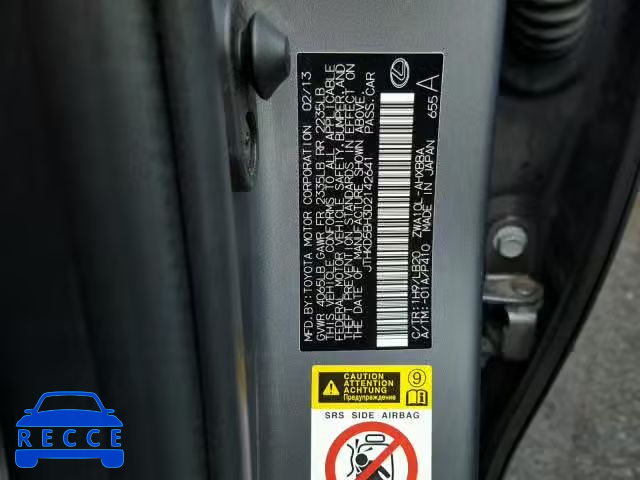 MFD.BY:TOYOTA MOTOR CORPORATION 02/13
GVWR 4065LB GAWR FR 2335LB RR 2235LB
THIS VEHICLE CONFORMS TO ALL APPLICABLE
FEDERAL MOTOR VEHICLE SAFETY, BUMPER, AND
THEFT PREVENTION STANDARDS IN EFFECT ON
THE DATE OF MANUFACTURE SHOWN ABOVE.
JTHKD5BH3D2142641 PASS.CAR
C/TR: 1H9/LB20 ZWA10L-AHXBBA
A/TM: -01A/P410 MADE IN JAPAN
655 A
CAUTION
ATTENTION
ACHTUNG
Предупреждение
9
SRS SIDE AIRBAG
RECCE